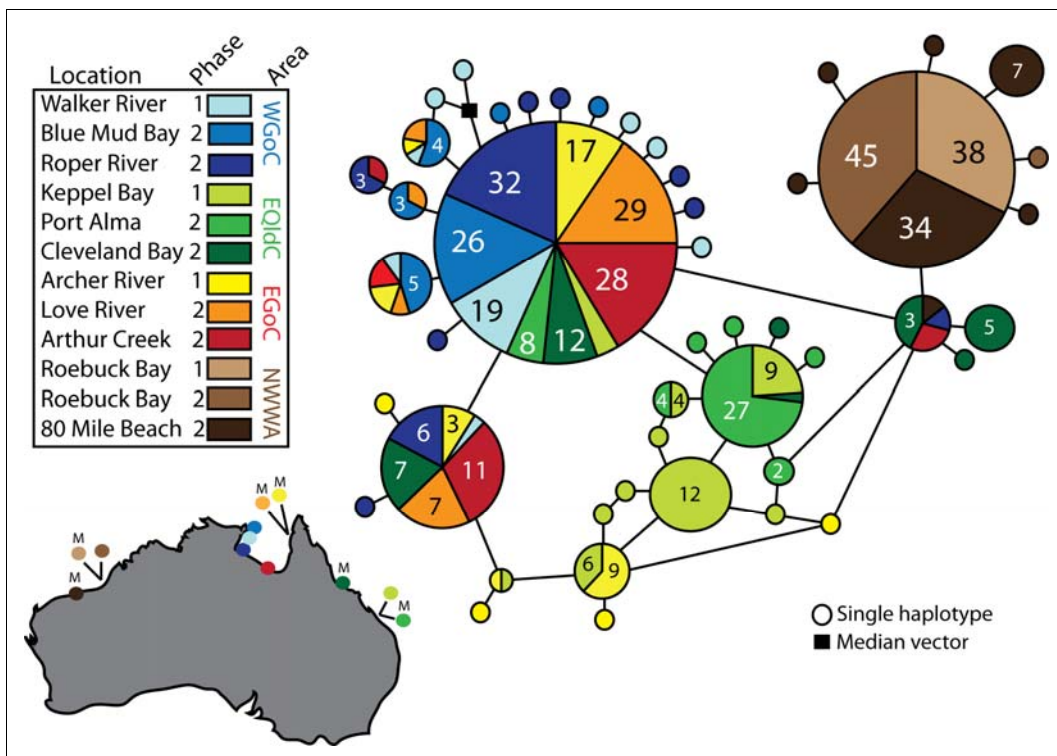 Location Phase Area
Walker River 1
Blue Mud Bay 2
Roper River 2
WGoC
Keppel Bay 1
Port Alma 2
Cleveland Bay 2
EQldC
Archer River 1
Love River 2
Arthur Creek 2
EGoC
Roebuck Bay 1
Roebuck Bay 2
80 Mile Beach 2
NWWA
4
3
3
5
32
17
29
28
12
8
19
26
45
38
34
7
3
5
6
3
11
7
7
9
27
4 4
12
2
6 9
M
M
M
M
M
M
M
Single haplotype
Median vector